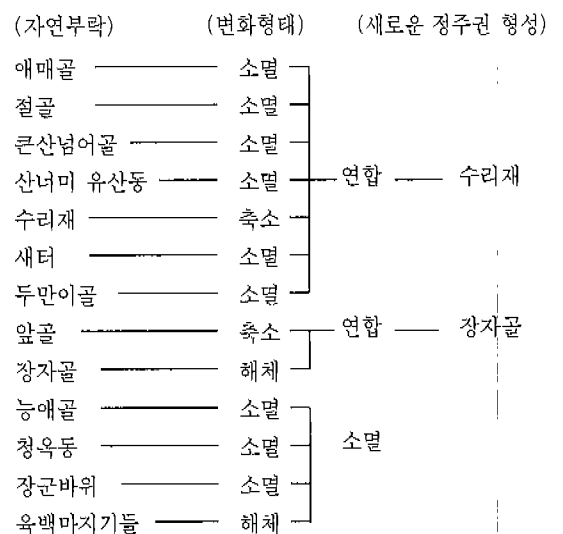 (자연부락) (변화형태) (새로운 정주권 형성)
애매골 소멸
절골 소멸
큰산넘어골 소멸
산너미 유산동 소멸 연합 수리재
수리재 축소
새터 소멸
두만이골 소멸
앞골 축소 연합 장자골
장자골 해체
능애골 소멸
청옥동 소멸 소멸
장군바위 소멸
육백마지기들 해체